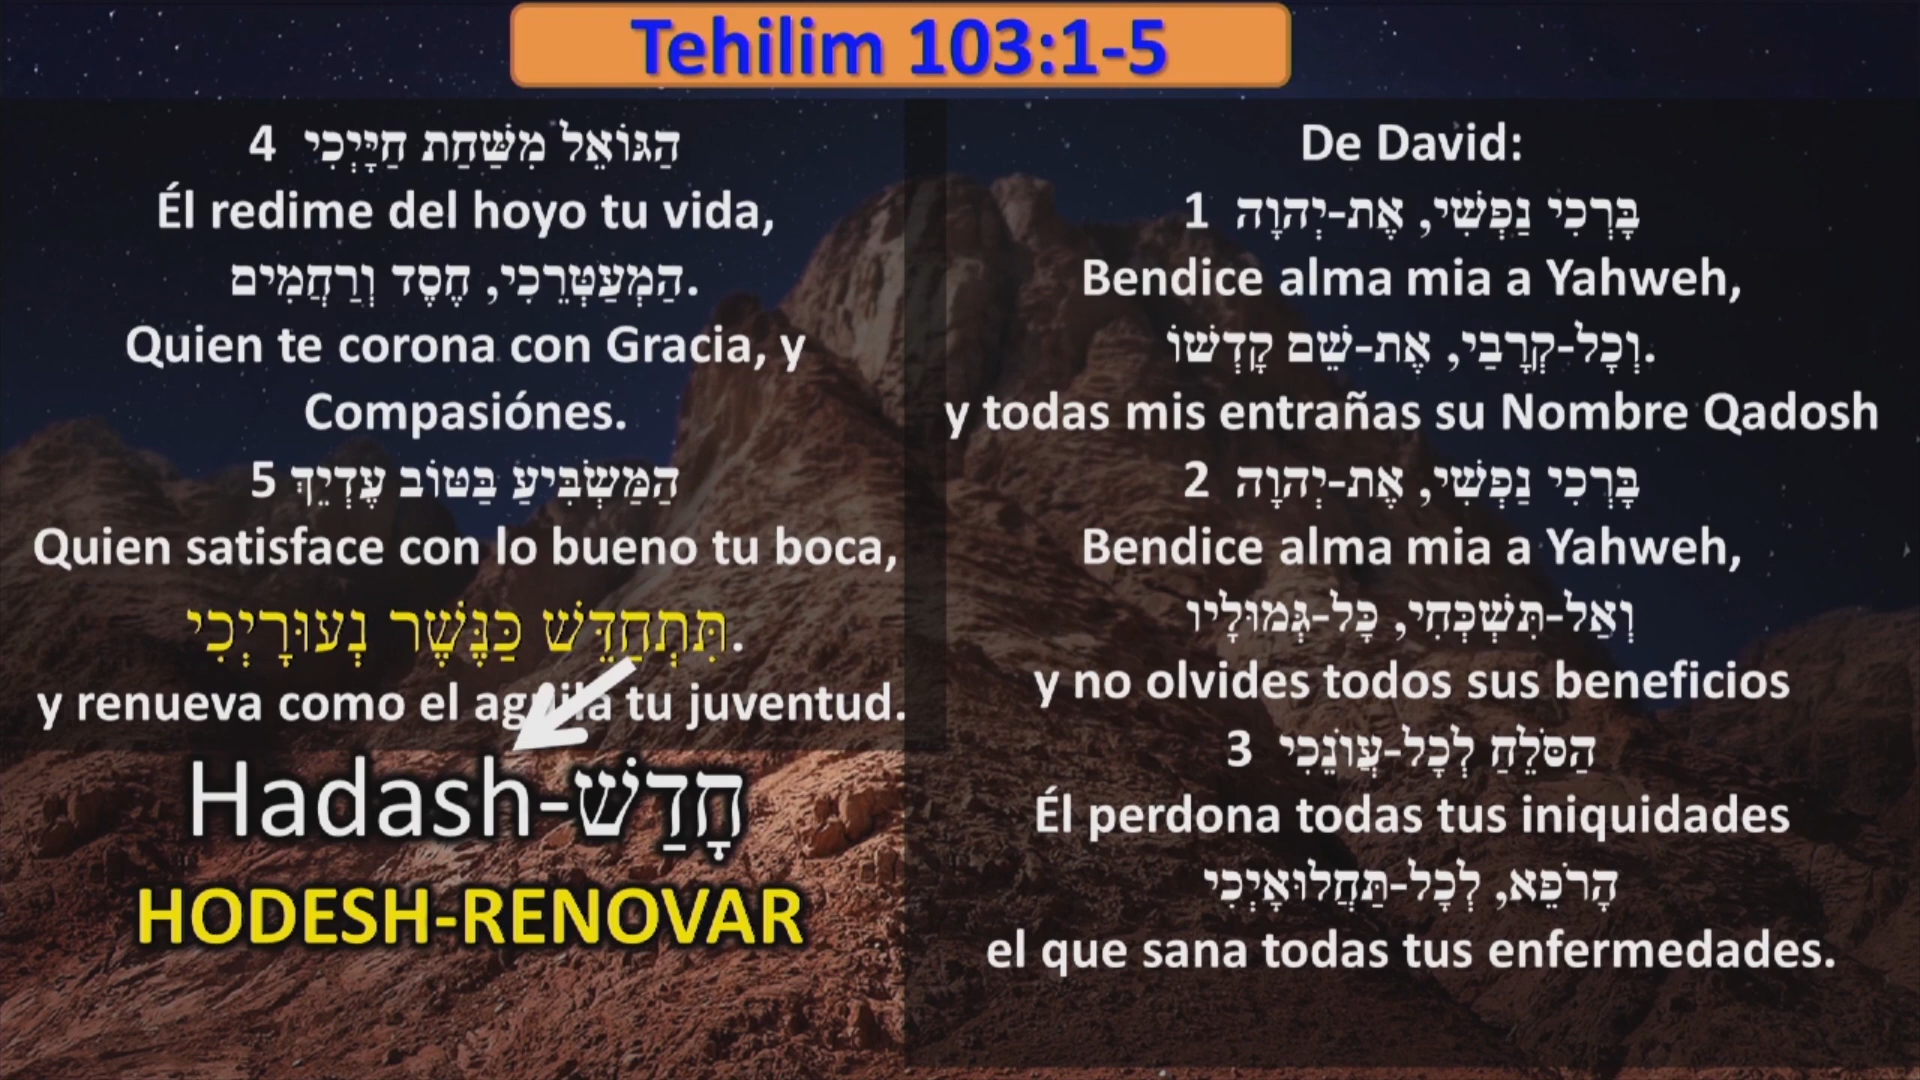 Tehilim 103:1-5
De David:
1 בָּרְכִי נַפְשִׁי, אֶת-יְהוָה
Bendice alma mia a Yahweh,
וְכָל-קְרָבַי, אֶת-שֵׁם קָדְשׁוֹ.
y todas mis entrañas su Nombre Qadosh
2 בָּרְכִי נַפְשִׁי, אֶת-יְהוָה
Bendice alma mia a Yahweh,
וְאַל-תִּשְׁכְּחִי, כָּל-גְּמוּלָיו
y no olvides todos sus beneficios
3 הַסֹּלֵחַ לְכָל-עֲוֺנֵכִי
Él perdona todas tus iniquidades
הָרֹפֵא, לְכָל-תַּחֲלוּאָיְכִי
el que sana todas tus enfermedades.
4 הַגּוֹאֵל מִשַּׁחַת חַיָּיְכִי
Él redime del hoyo tu vida,
הַמְעַטְּרֵכִי, חֶסֶד וְרַחֲמִים.
Quien te corona con Gracia, y
Compasiónes.
5 הַמַּשְׂבִּיעַ בַּטּוֹב עֶדְיֵךְ
Quien satisface con lo bueno tu boca,
תִּתְחַדֵּשׁ כַּנֶּשֶׁר נְעוּרָיְכִי.
y renueva como el aguila tu juventud.
Hadash-חָדַשׁ
HODESH-RENOVAR